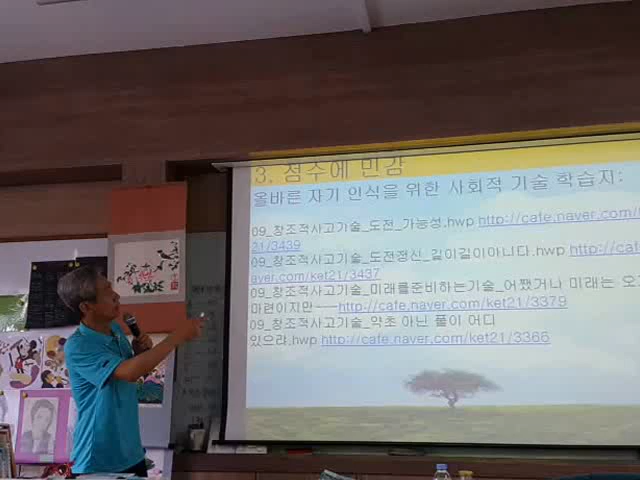 3. 점수에 민감
올바른 자기 인식을 위한 사회적 기술 학습지:
09_창조적사고기술_도전_가능성.hwp http://cafe.naver.com/
21/3439
09_창조적사고기술_도전정신_길이길이아니다.hwp http://caf
aver.com/ket21/3437
09_창조적사고기술_미래를준비하는기술_어쨌거나 미래는 오
마련이지만-----http://cafe.naver.com/ket21/3379
09_창조적사고기술_약초 아닌 풀이 어디
있으랴.hwp http://cafe.naver.com/ket21/3366